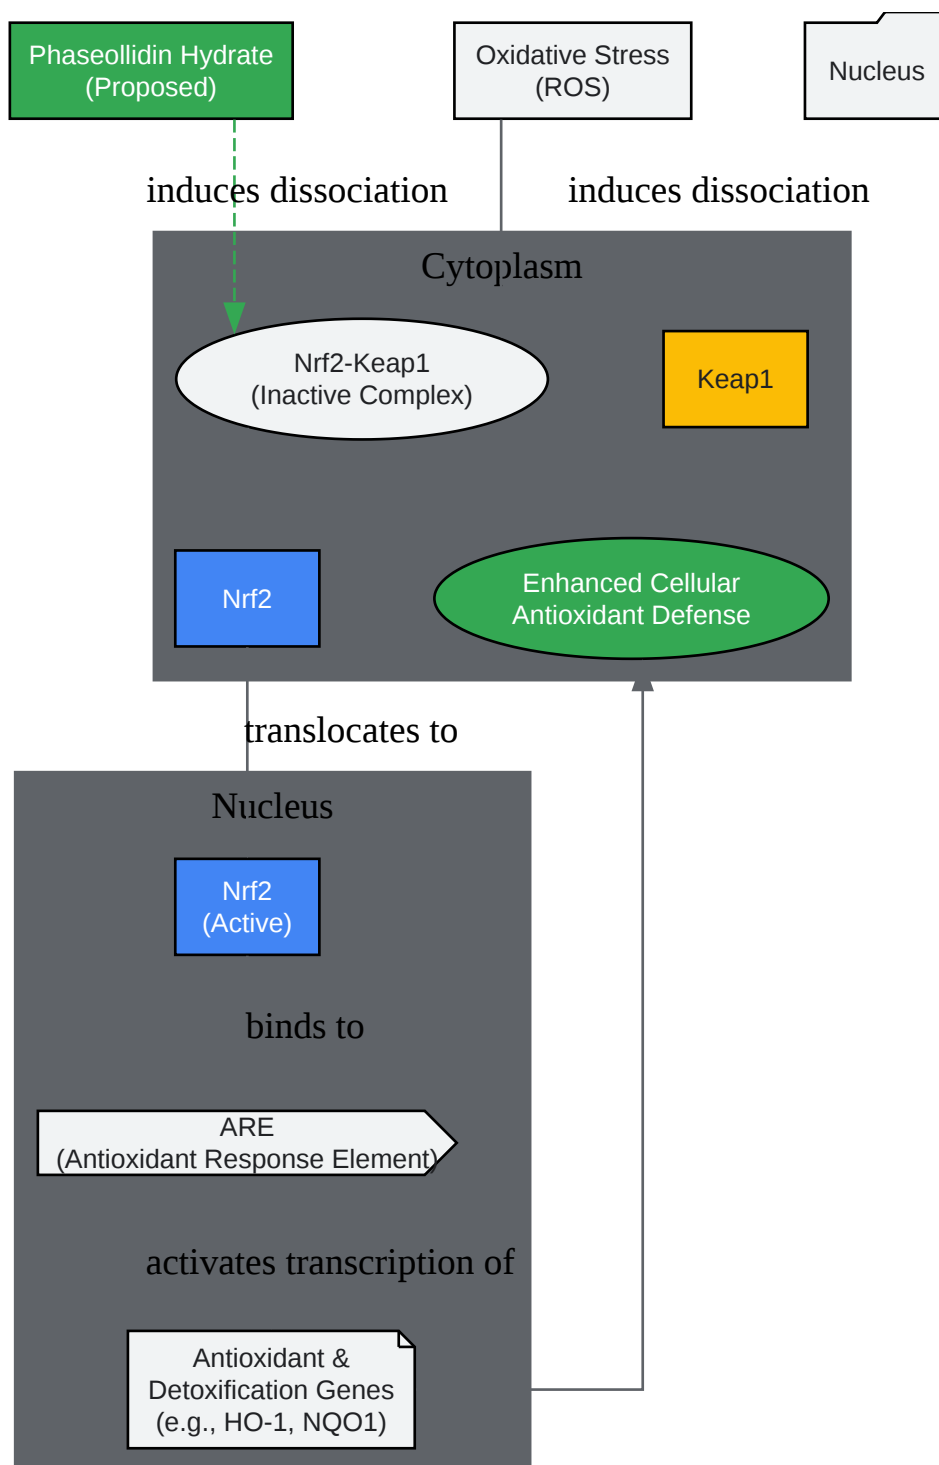 Phaseollidin Hydrate
(Proposed)
Oxidative Stress
(ROS)
Nucleus
induces dissociation
induces dissociation
Cytoplasm
Nrf2-Keap1
(Inactive Complex)
Keap1
Nrf2
Enhanced Cellular
Antioxidant Defense
translocates to
Nucleus
Nrf2
(Active)
binds to
ARE
(Antioxidant Response Element)
activates transcription of
Antioxidant &
Detoxification Genes
(e.g., HO-1, NQO1)